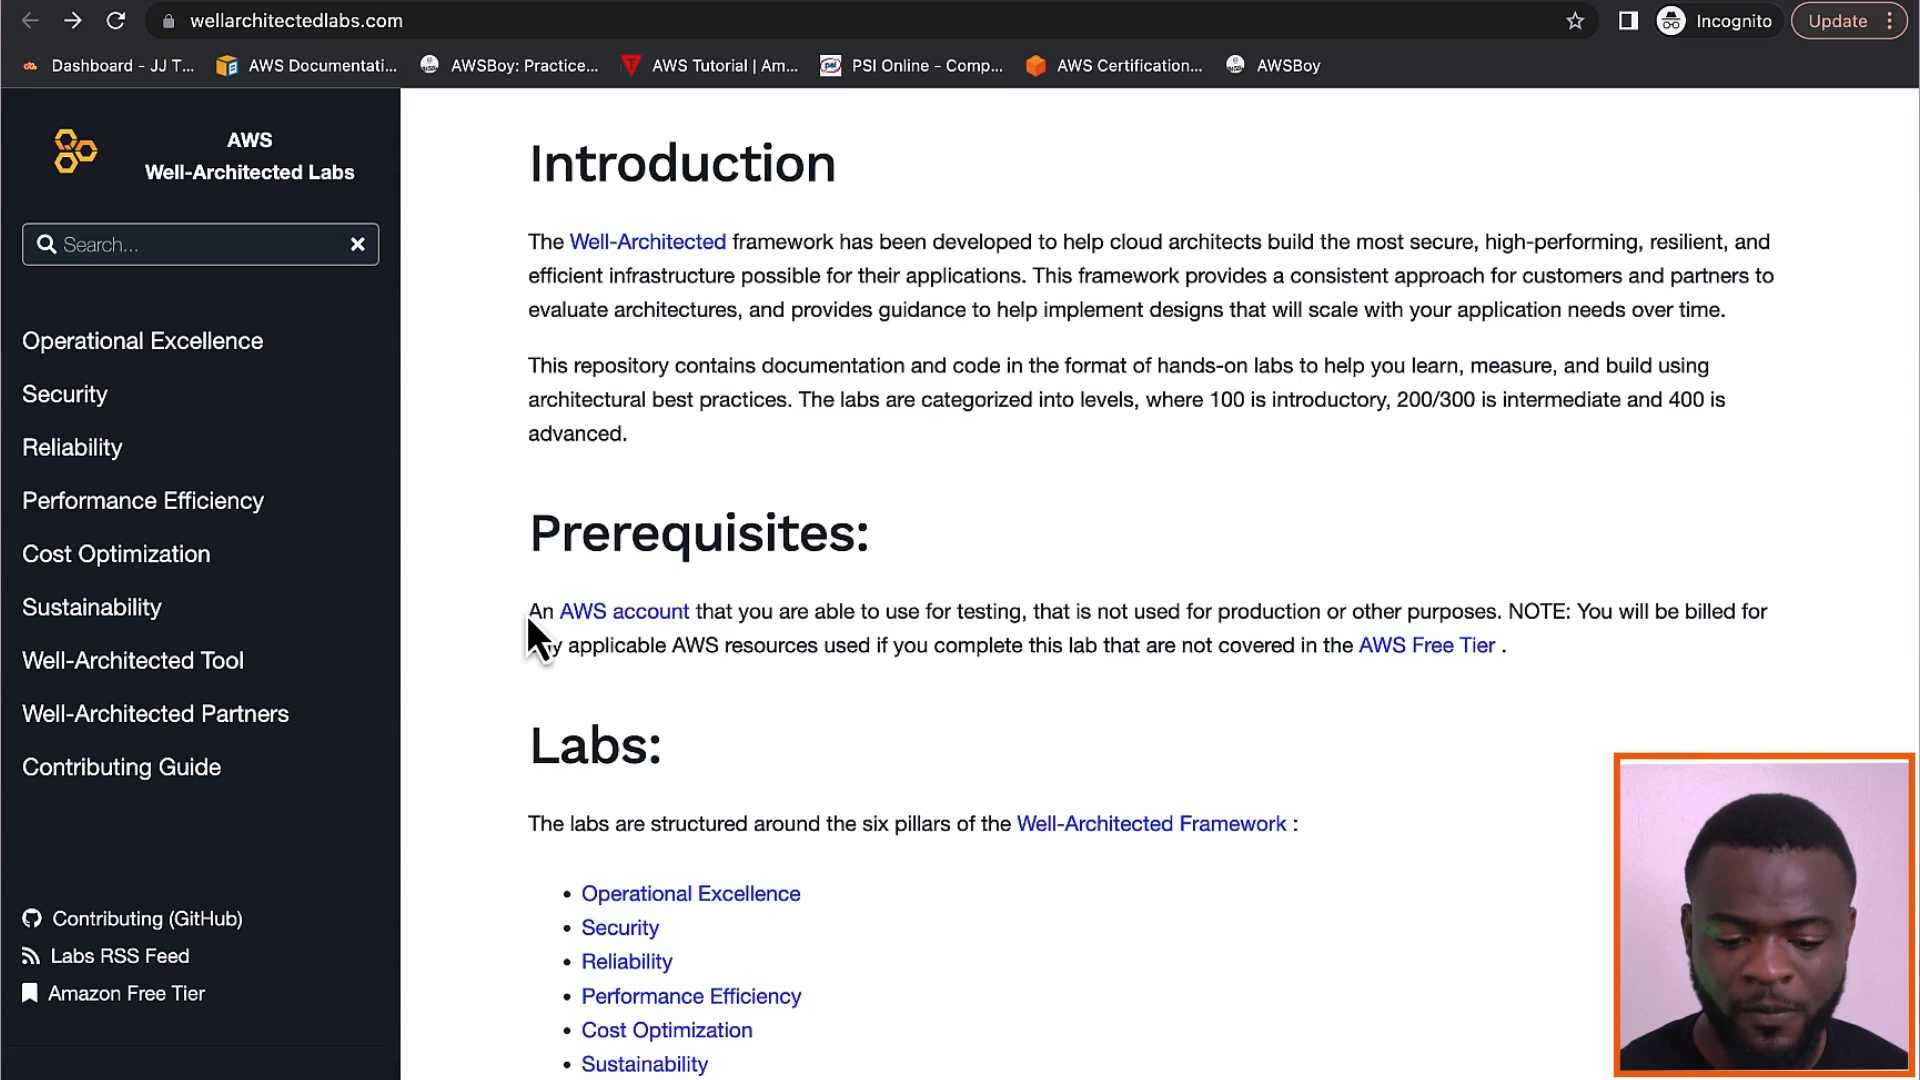 wellarchitectedlabs.com
Incognito
Update
Dashboard - JJ T...
AWS Documentati...
AWSBoy: Practice...
AWS Tutorial | Am...
psi
PSI Online - Comp...
AWS Certification...
AWSBoy
AWS
Well-Architected Labs
Search...
Operational Excellence
Security
Reliability
Performance Efficiency
Cost Optimization
Sustainability
Well-Architected Tool
Well-Architected Partners
Contributing Guide
Contributing (GitHub)
Labs RSS Feed
Amazon Free Tier
Introduction
The Well-Architected framework has been developed to help cloud architects build the most secure, high-performing, resilient, and
efficient infrastructure possible for their applications. This framework provides a consistent approach for customers and partners to
evaluate architectures, and provides guidance to help implement designs that will scale with your application needs over time.
This repository contains documentation and code in the format of hands-on labs to help you learn, measure, and build using
architectural best practices. The labs are categorized into levels, where 100 is introductory, 200/300 is intermediate and 400 is
advanced.
Prerequisites:
An AWS account that you are able to use for testing, that is not used for production or other purposes. NOTE: You will be billed for
applicable AWS resources used if you complete this lab that are not covered in the AWS Free Tier .
Labs:
The labs are structured around the six pillars of the Well-Architected Framework :
• Operational Excellence
• Security
• Reliability
• Performance Efficiency
• Cost Optimization
• Sustainability